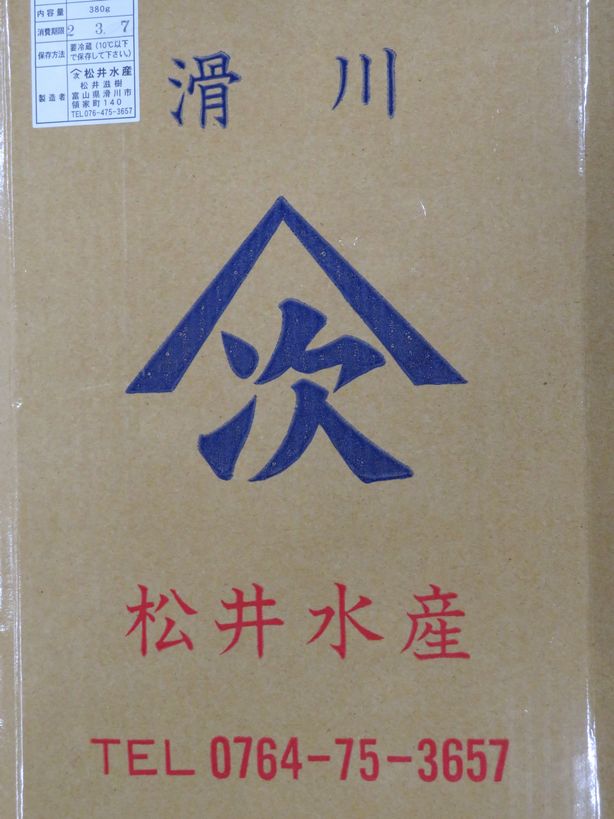 内容量 380g
消費期限 2 3. 7
保存方法 要冷蔵（10℃以下
で保存して下さい。）
製造者 松井水産
松井滋樹
富山県滑川市
領家町140
TEL076-475-3657
滑川
次
松井水産
TEL 0764-75-3657